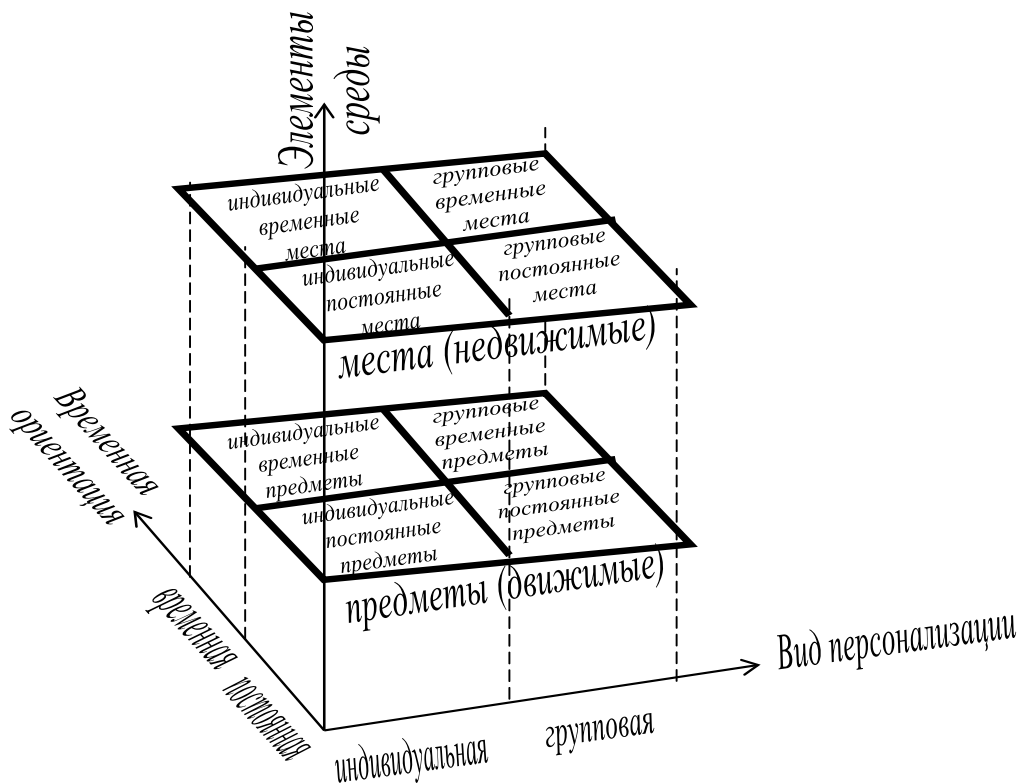 Элементы
среды
индивидуальные
временные
места
групповые
временные
места
индивидуальные
постоянные
места
групповые
постоянные
места
места (недвижимые)
Временная
ориентация
индивидуальные
временные
предметы
групповые
временные
предметы
индивидуальные
постоянные
предметы
групповые
постоянные
предметы
предметы (движимые)
временная
постоянная
Вид персонализации
индивидуальная
групповая